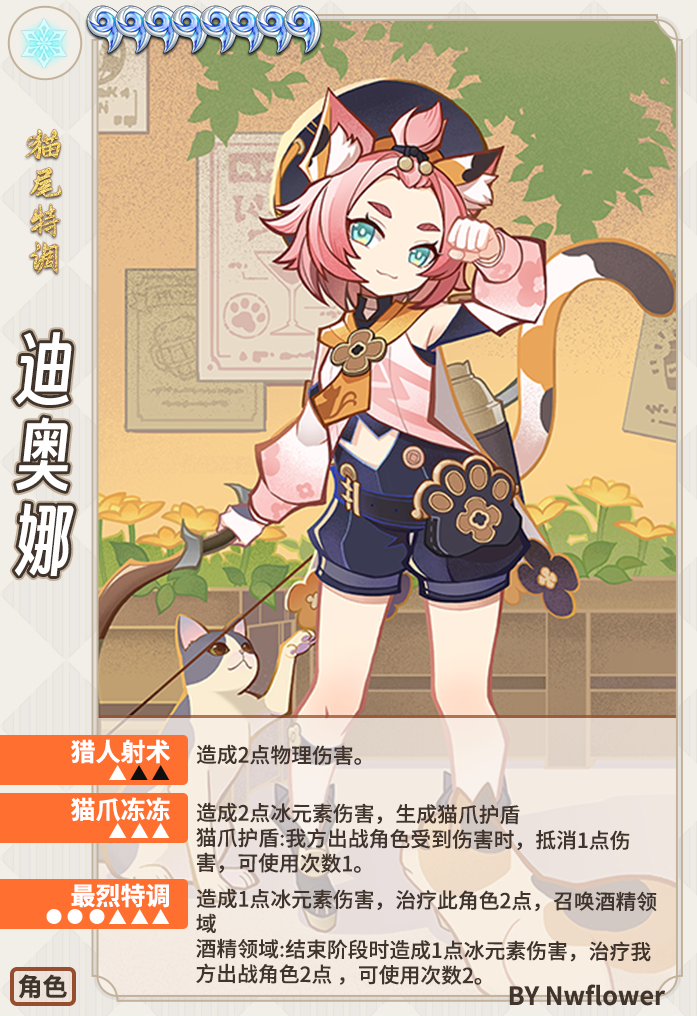 猫尾特调
迪奥娜
猎人射术
造成2点物理伤害。
猫爪冻冻
造成2点冰元素伤害，生成猫爪护盾
猫爪护盾:我方出战角色受到伤害时，抵消1点伤
害，可使用次数1。
最烈特调
造成1点冰元素伤害，治疗此角色2点，召唤酒精领
域
酒精领域:结束阶段时造成1点冰元素伤害，治疗我
方出战角色2点 ，可使用次数2。
角色
BY Nwflower